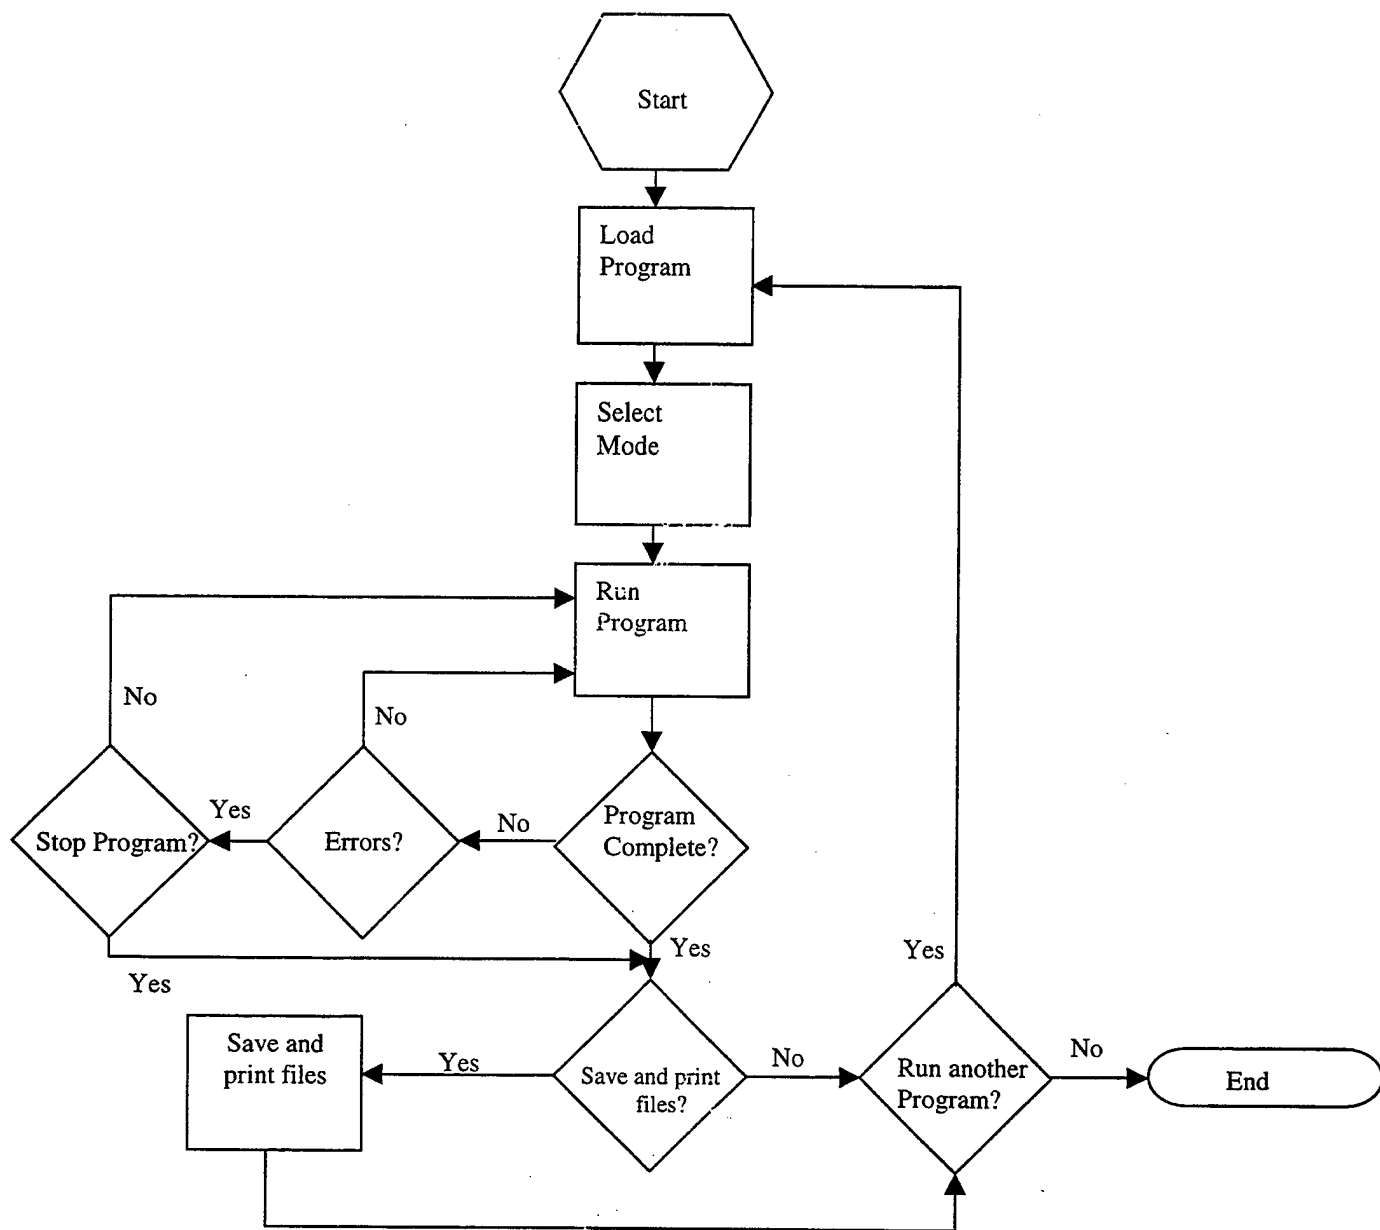 Start
Load
Program
Select
Mode
Run
Program
No
No
Yes
No
Stop Program?
Errors?
Program
Complete?
Yes
Yes
Yes
Save and
print files
Yes
Save and print
files?
No
Run another
Program?
No
End